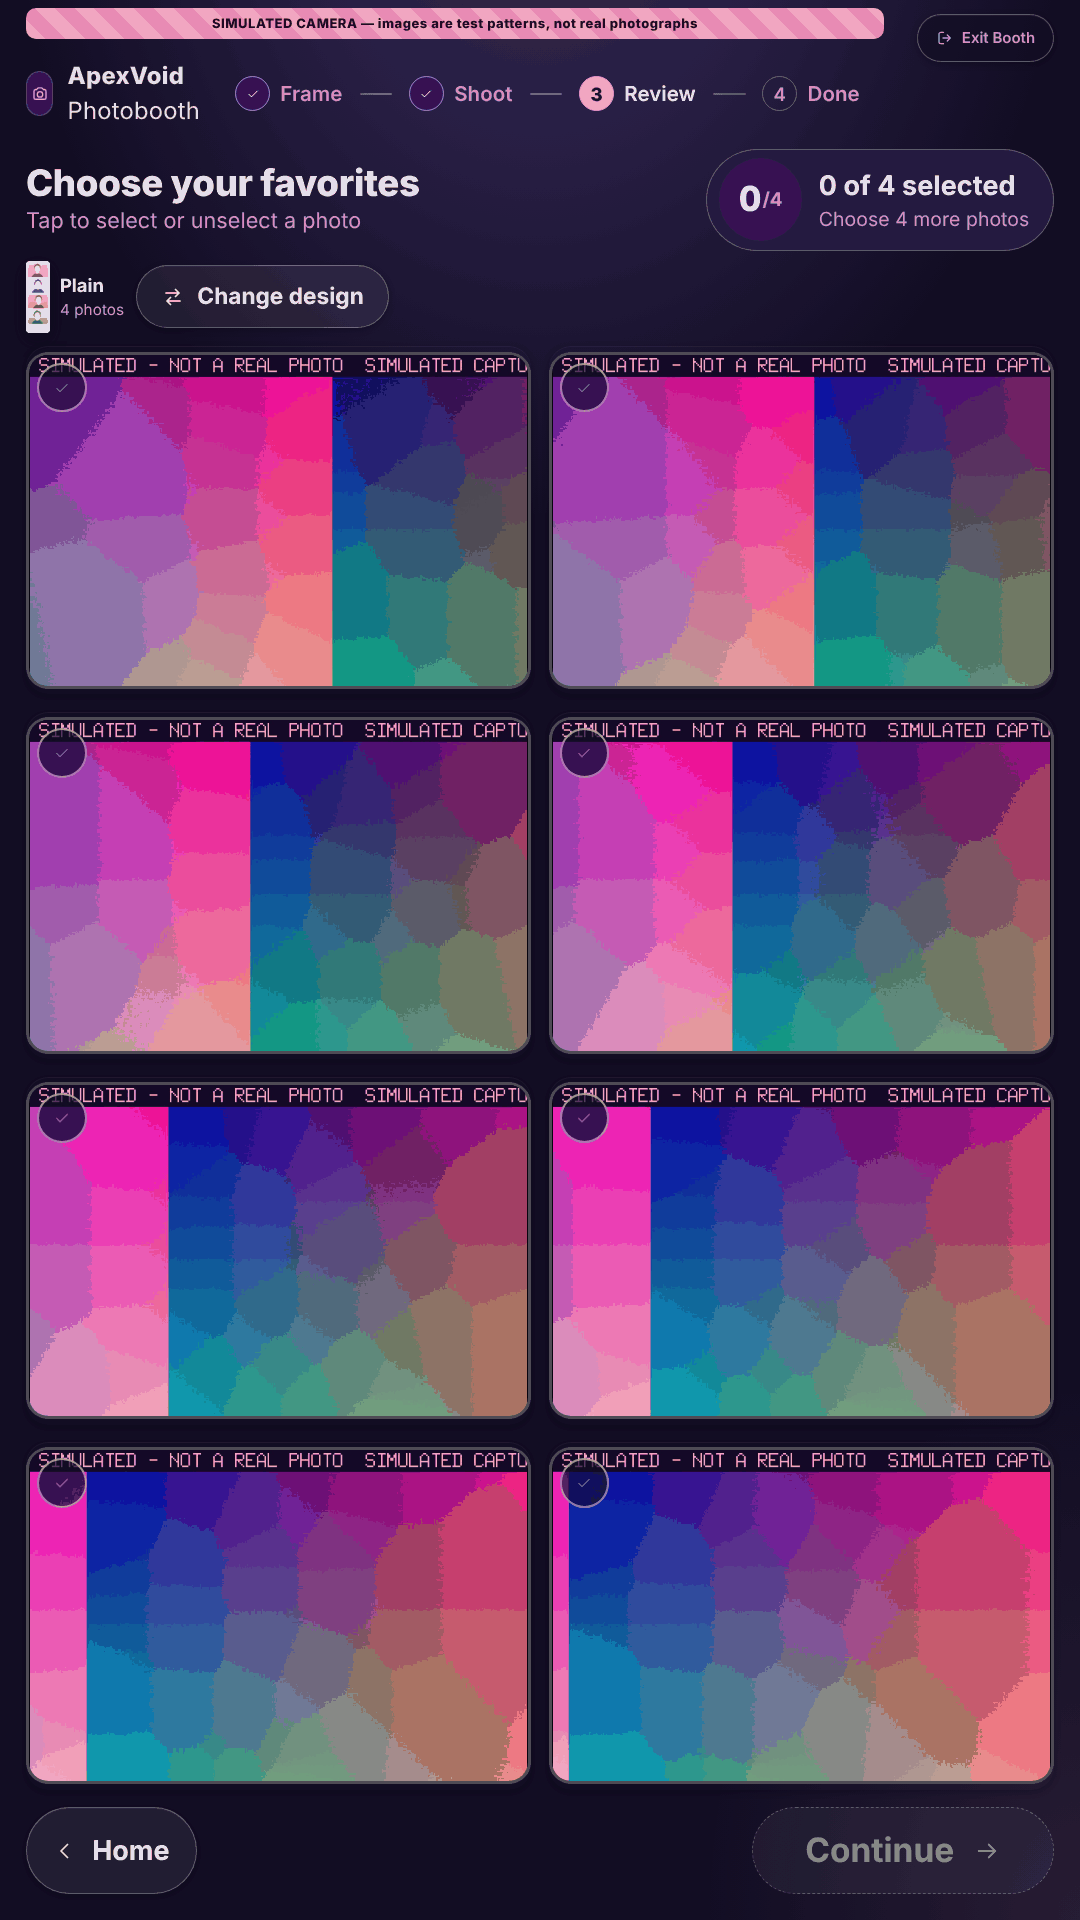 SIMULATED CAMERA — images are test patterns, not real photographs
Exit Booth
ApexVoid
Photobooth
Frame
Shoot
3 Review
4 Done
Choose your favorites
Tap to select or unselect a photo
0/4
0 of 4 selected
Choose 4 more photos
Plain
4 photos
Change design
SIMULATED - NOT A REAL PHOTO SIMULATED CAPTU
SIMULATED - NOT A REAL PHOTO SIMULATED CAPTU
SIMULATED - NOT A REAL PHOTO SIMULATED CAPTU
SIMULATED - NOT A REAL PHOTO SIMULATED CAPTU
SIMULATED - NOT A REAL PHOTO SIMULATED CAPTU
SIMULATED - NOT A REAL PHOTO SIMULATED CAPTU
SIMULATED - NOT A REAL PHOTO SIMULATED CAPTU
SIMULATED - NOT A REAL PHOTO SIMULATED CAPTU
Home
Continue